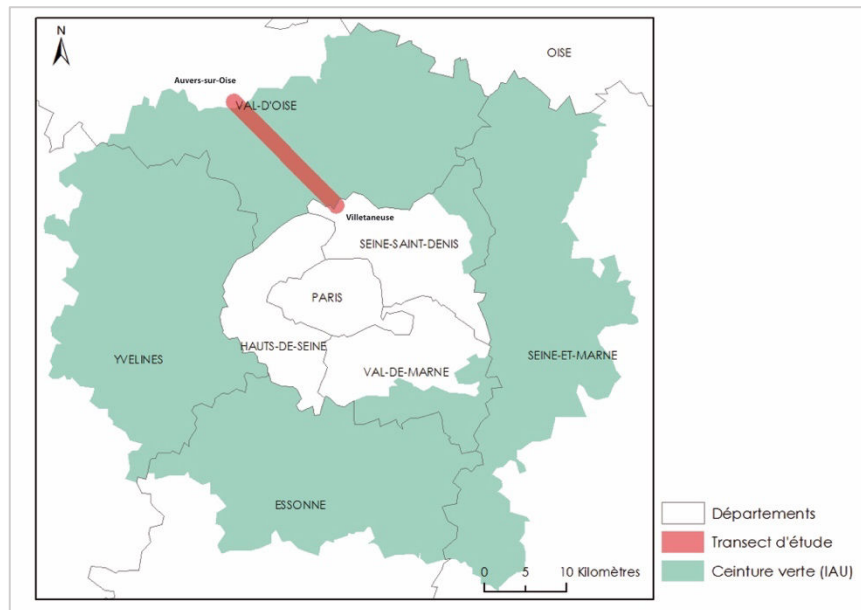 N
OISE
Auvers-sur-Oise
VAL-D'OISE
Villetaneuse
SEINE-SAINT-DENIS
PARIS
HAUTS-DE-SEINE
YVELINES
VAL-DE-MARNE
SEINE-ET-MARNE
ESSONNE
Départements
Transect d'étude
Ceinture verte (IAU)
0 5 10 Kilomètres